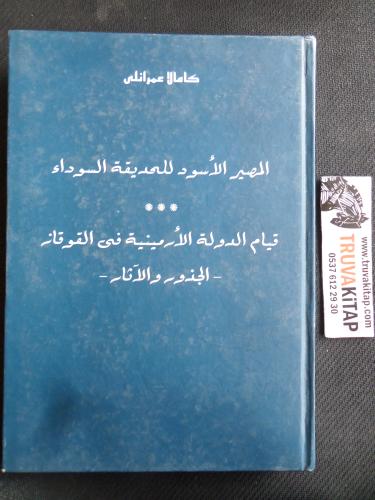 كامالا عمرانلى
المصير الأسود للحديقة السوداء
***
قيام الدولة الأرمينية فى القوقاز
- الجذور والآثار -
www.truvakitap.com
TRUVAKiTAP
0537 612 29 30